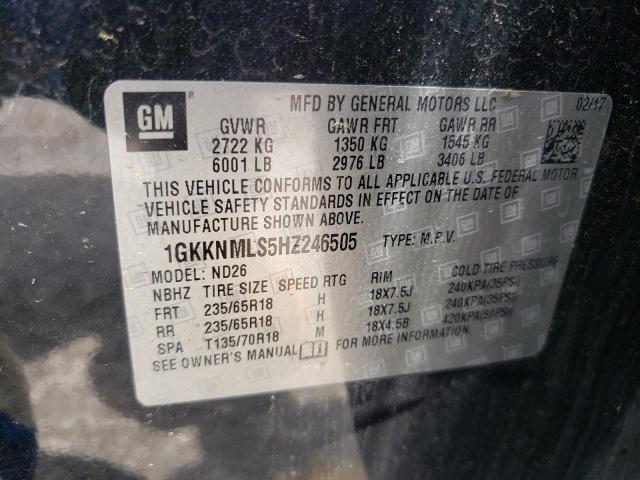 GM
MFD BY GENERAL MOTORS LLC 02/17
GVWR GAWR FRT GAWR RR
2722 KG 1350 KG 1545 KG
6001 LB 2976 LB 3406 LB
THIS VEHICLE CONFORMS TO ALL APPLICABLE U.S. FEDERAL MOTOR
VEHICLE SAFETY STANDARDS IN EFFECT ON THE DATE OF
MANUFACTURE SHOWN ABOVE.
1GKKNMLS5HZ246505 TYPE: M.P.V.
MODEL: ND26
NBHZ TIRE SIZE SPEED RTG RIM COLD TIRE PRESSURE
FRT 235/65R18 H 18X7.5J 240KPA(35PSI)
RR 235/65R18 H 18X7.5J 240KPA(35PSI)
SPA T135/70R18 M 18X4.5B 420KPA(60PSI)
SEE OWNER'S MANUAL FOR MORE INFORMATION.